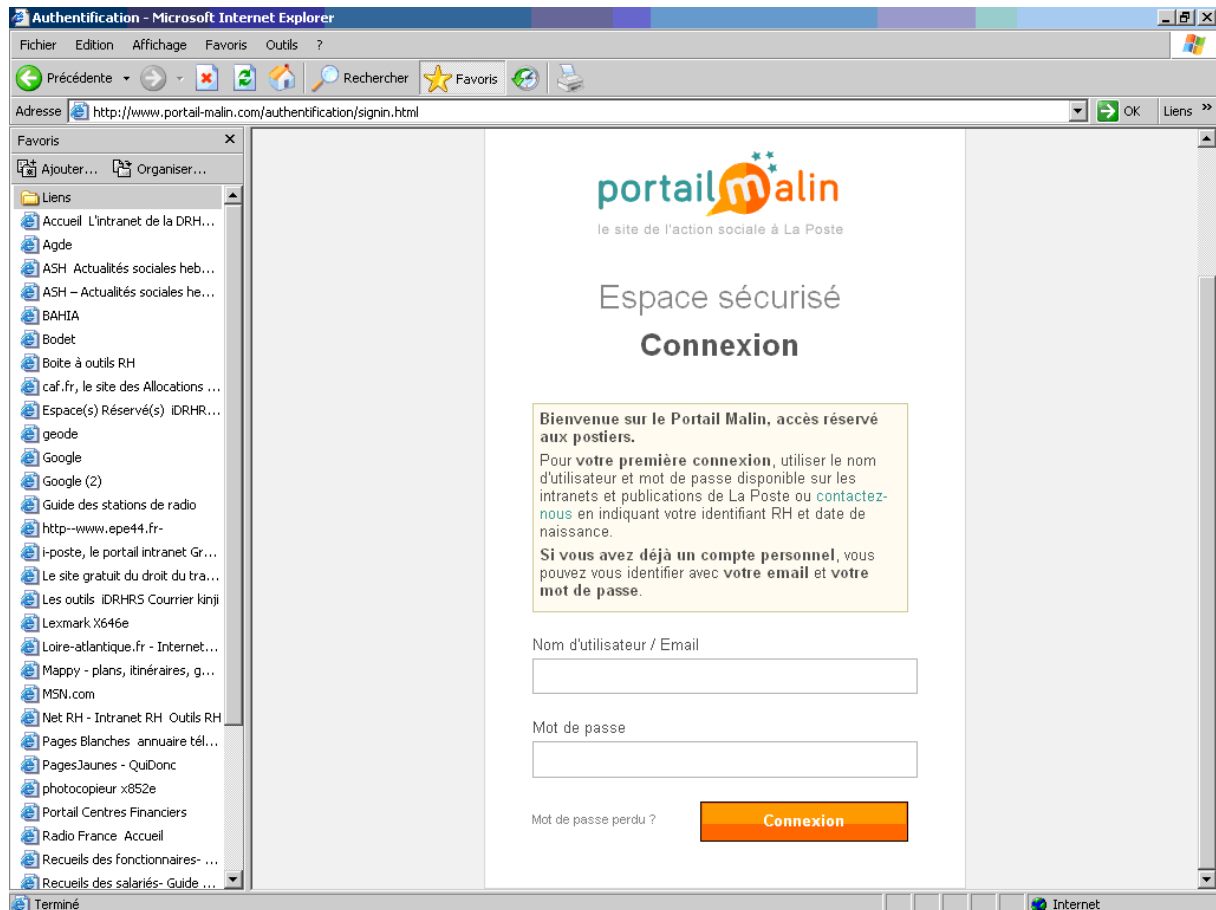 Authentification - Microsoft Internet Explorer
Fichier Edition Affichage Favoris Outils ?
Précédente Rechercher Favoris
Adresse http://www.portail-malin.com/authentification/signin.html OK Liens »
Favoris x
Ajouter... Organiser...
Liens
Accueil L'intranet de la DRH...
Agde
ASH Actualités sociales heb...
ASH – Actualités sociales he...
BAHIA
Bodet
Boite à outils RH
caf.fr, le site des Allocations ...
Espace(s) Réservé(s) iDRHR...
geode
Google
Google (2)
Guide des stations de radio
http--www.epe44.fr-
i-poste, le portail intranet Gr...
Le site gratuit du droit du tra...
Les outils iDRHRS Courrier kinji
Lexmark X646e
Loire-atlantique.fr - Internet...
Mappy - plans, itinéraires, g...
MSN.com
Net RH - Intranet RH Outils RH
Pages Blanches annuaire tél...
PagesJaunes - QuiDonc
photocopieur x852e
Portail Centres Financiers
Radio France Accueil
Recueils des fonctionnaires- ...
Recueils des salariés- Guide ...
portail malin
le site de l'action sociale à La Poste
Espace sécurisé
Connexion
Bienvenue sur le Portail Malin, accès réservé
aux postiers.
Pour votre première connexion, utiliser le nom
d'utilisateur et mot de passe disponible sur les
intranets et publications de La Poste ou contactez-
nous en indiquant votre identifiant RH et date de
naissance.
Si vous avez déjà un compte personnel, vous
pouvez vous identifier avec votre email et votre
mot de passe.
Nom d'utilisateur / Email
Mot de passe
Mot de passe perdu ? Connexion
Terminé Internet